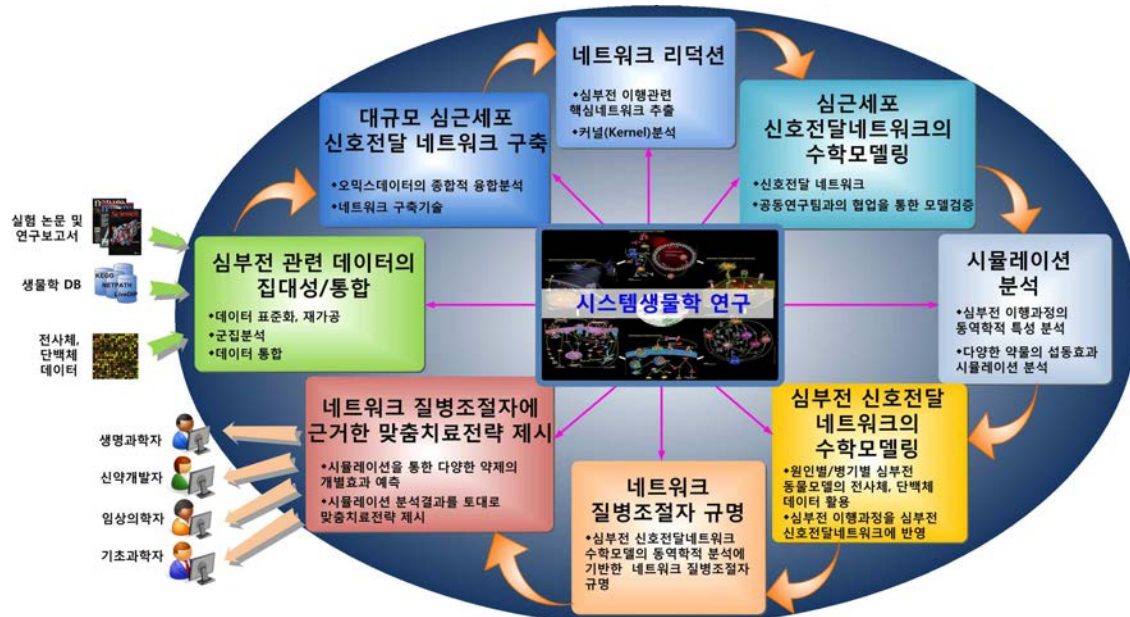 네트워크 리덕션
•심부전 이행관련
핵심네트워크 추출
•커널(Kernel)분석
대규모 심근세포
신호전달 네트워크 구축
•오믹스데이터의 종합적 융합분석
•네트워크 구축기술
심근세포
신호전달네트워크의
수학모델링
•신호전달 네트워크
•공동연구팀과의 협업을 통한 모델검증
실험 논문 및
연구보고서
Science
생물학 DB
KEGG
NETPATH
LiveDIP
전사체,
단백체
데이터
심부전 관련 데이터의
집대성/통합
•데이터 표준화, 재가공
•군집분석
•데이터 통합
시스템생물학 연구
시뮬레이션
분석
•심부전 이행과정의
동역학적 특성 분석
•다양한 약물의 섭동효과
시뮬레이션 분석
네트워크 질병조절자에
근거한 맞춤치료전략 제시
•시뮬레이션을 통한 다양한 약제의
개별효과 예측
•시뮬레이션 분석결과를 토대로
맞춤치료전략 제시
심부전 신호전달
네트워크의
수학모델링
•원인별/병기별 심부전
동물모델의 전사체, 단백체
데이터 활용
•심부전 이행과정을 심부전
신호전달네트워크에 반영
네트워크
질병조절자 규명
•심부전 신호전달네트워크
수학모델의 동역학적 분석에
기반한 네트워크 질병조절자
규명
생명과학자
신약개발자
임상의학자
기초과학자